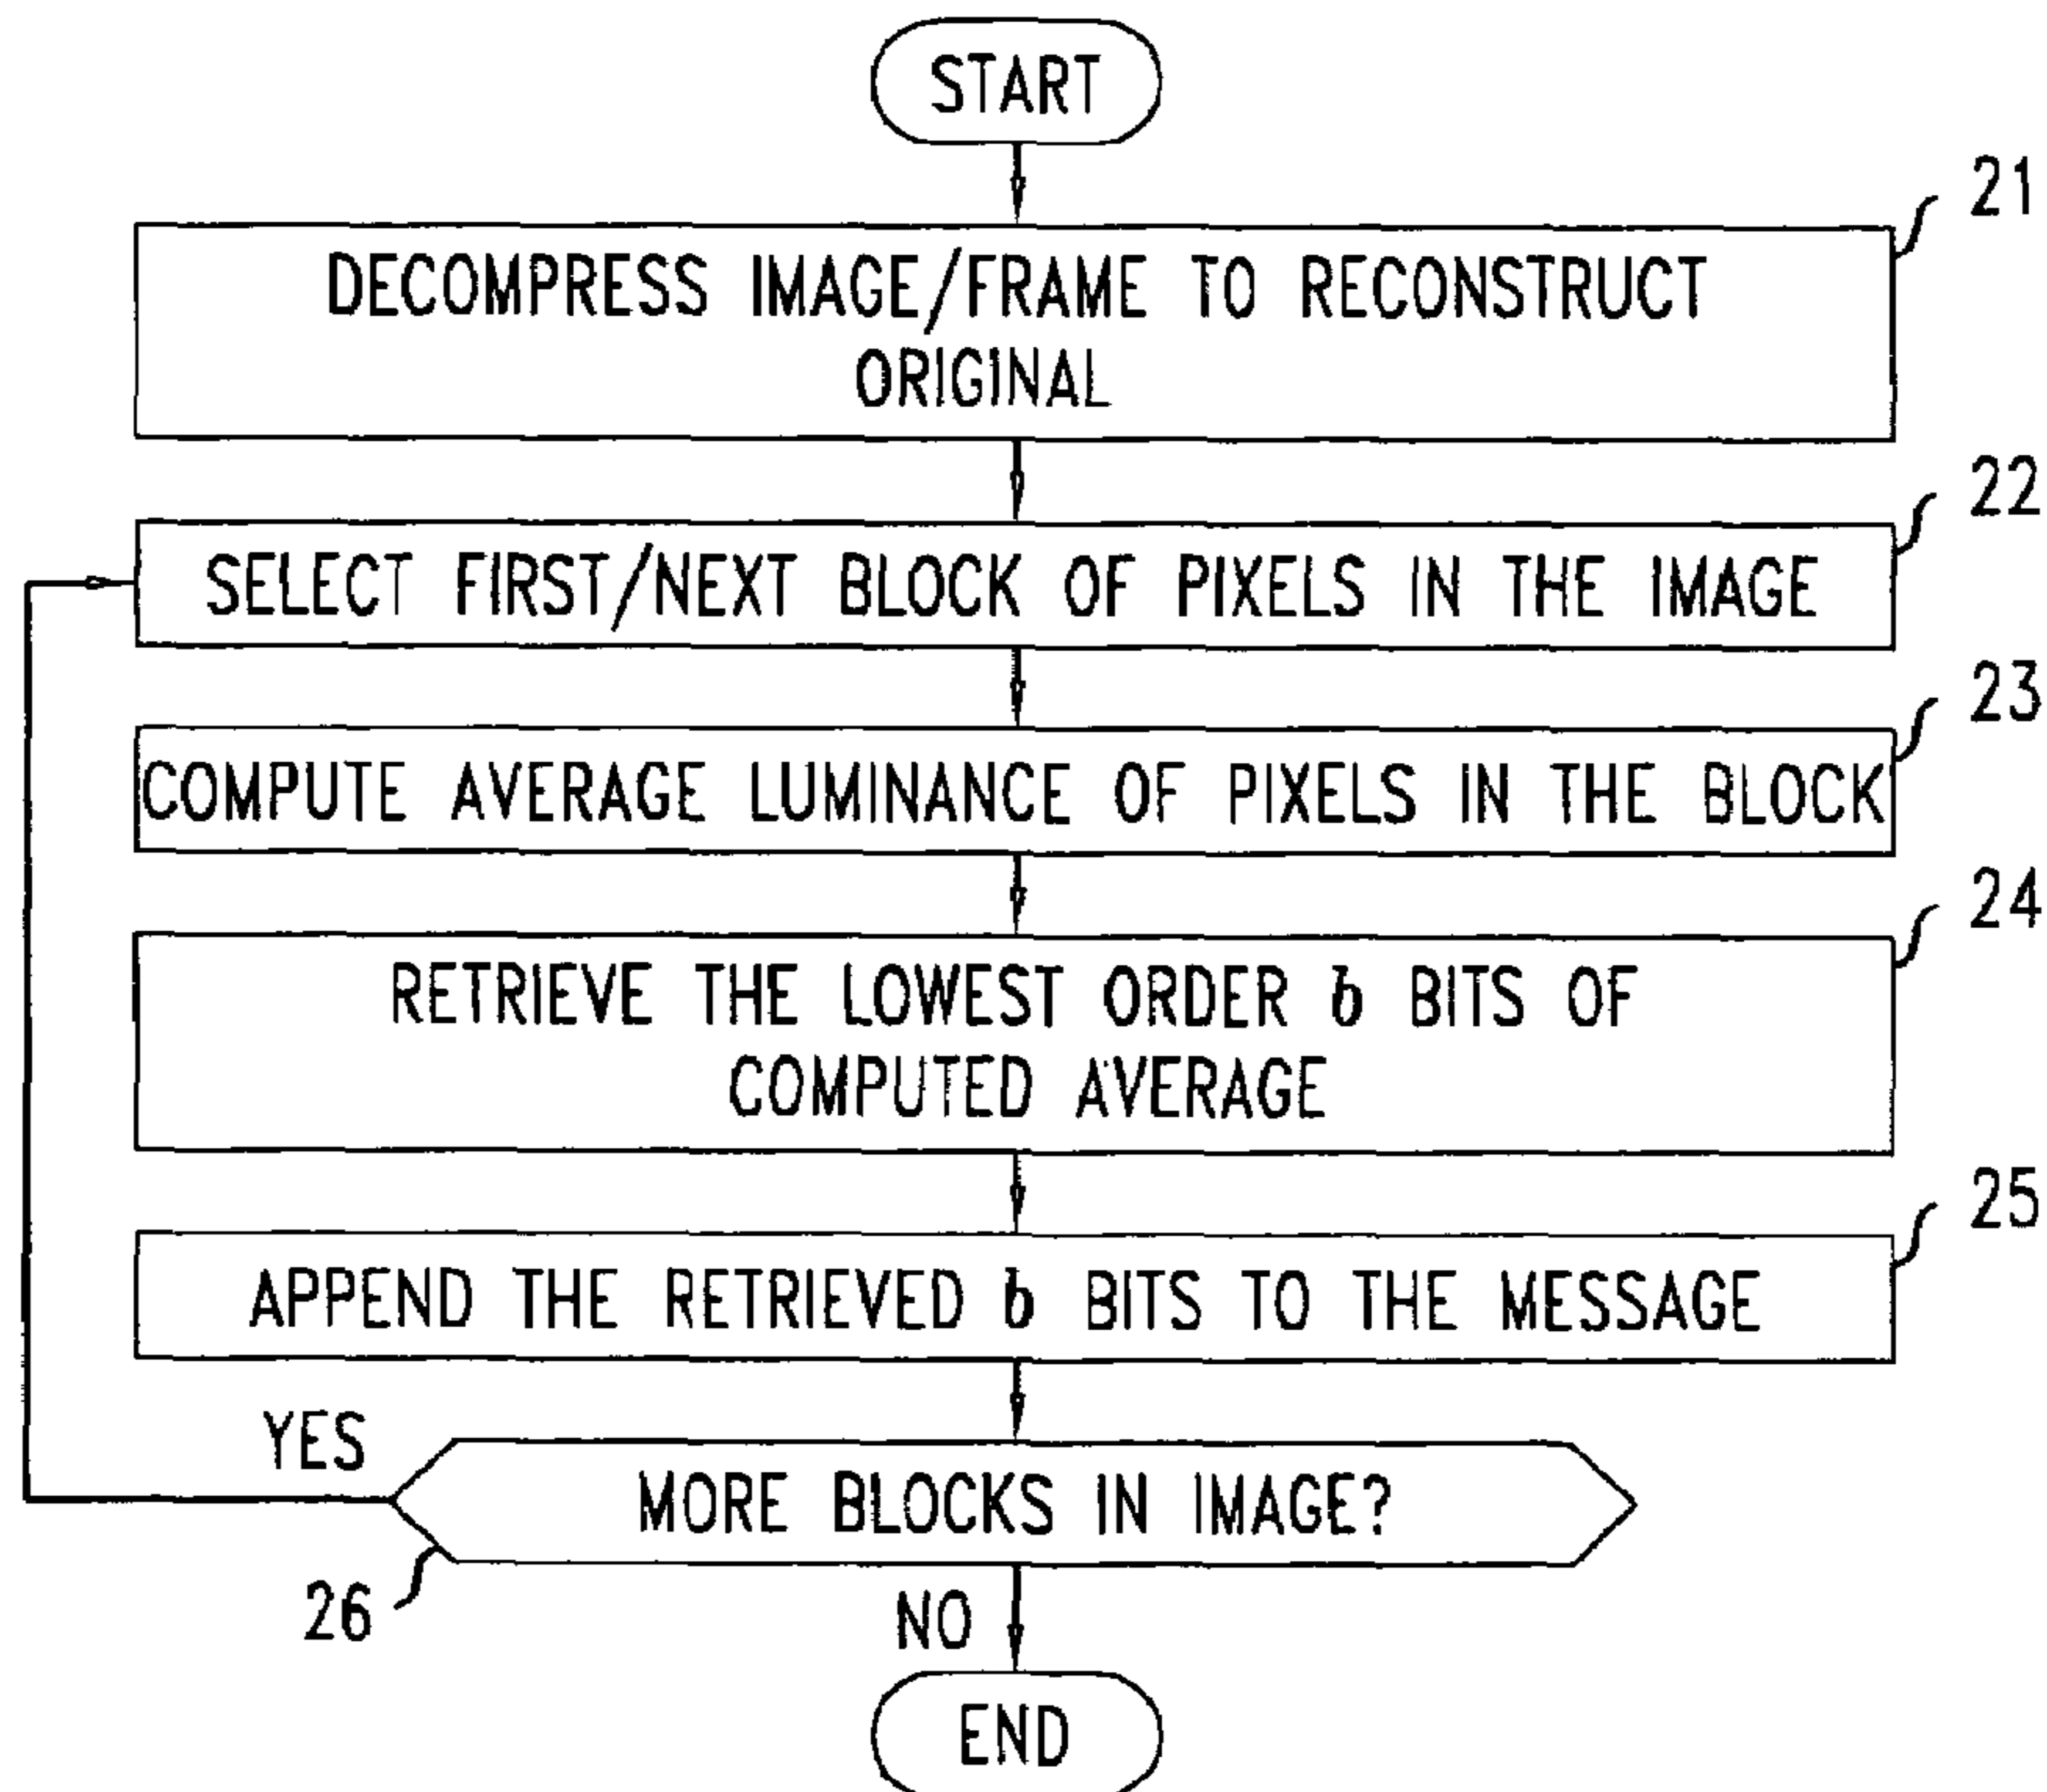 START
21
DECOMPRESS IMAGE/FRAME TO RECONSTRUCT
ORIGINAL
22
SELECT FIRST/NEXT BLOCK OF PIXELS IN THE IMAGE
23
COMPUTE AVERAGE LUMINANCE OF PIXELS IN THE BLOCK
24
RETRIEVE THE LOWEST ORDER b BITS OF
COMPUTED AVERAGE
25
APPEND THE RETRIEVED b BITS TO THE MESSAGE
YES
MORE BLOCKS IN IMAGE?
26
NO
END